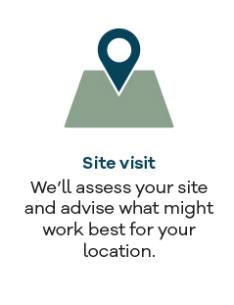 Site visit
We'll assess your site
and advise what might
work best for your
location.